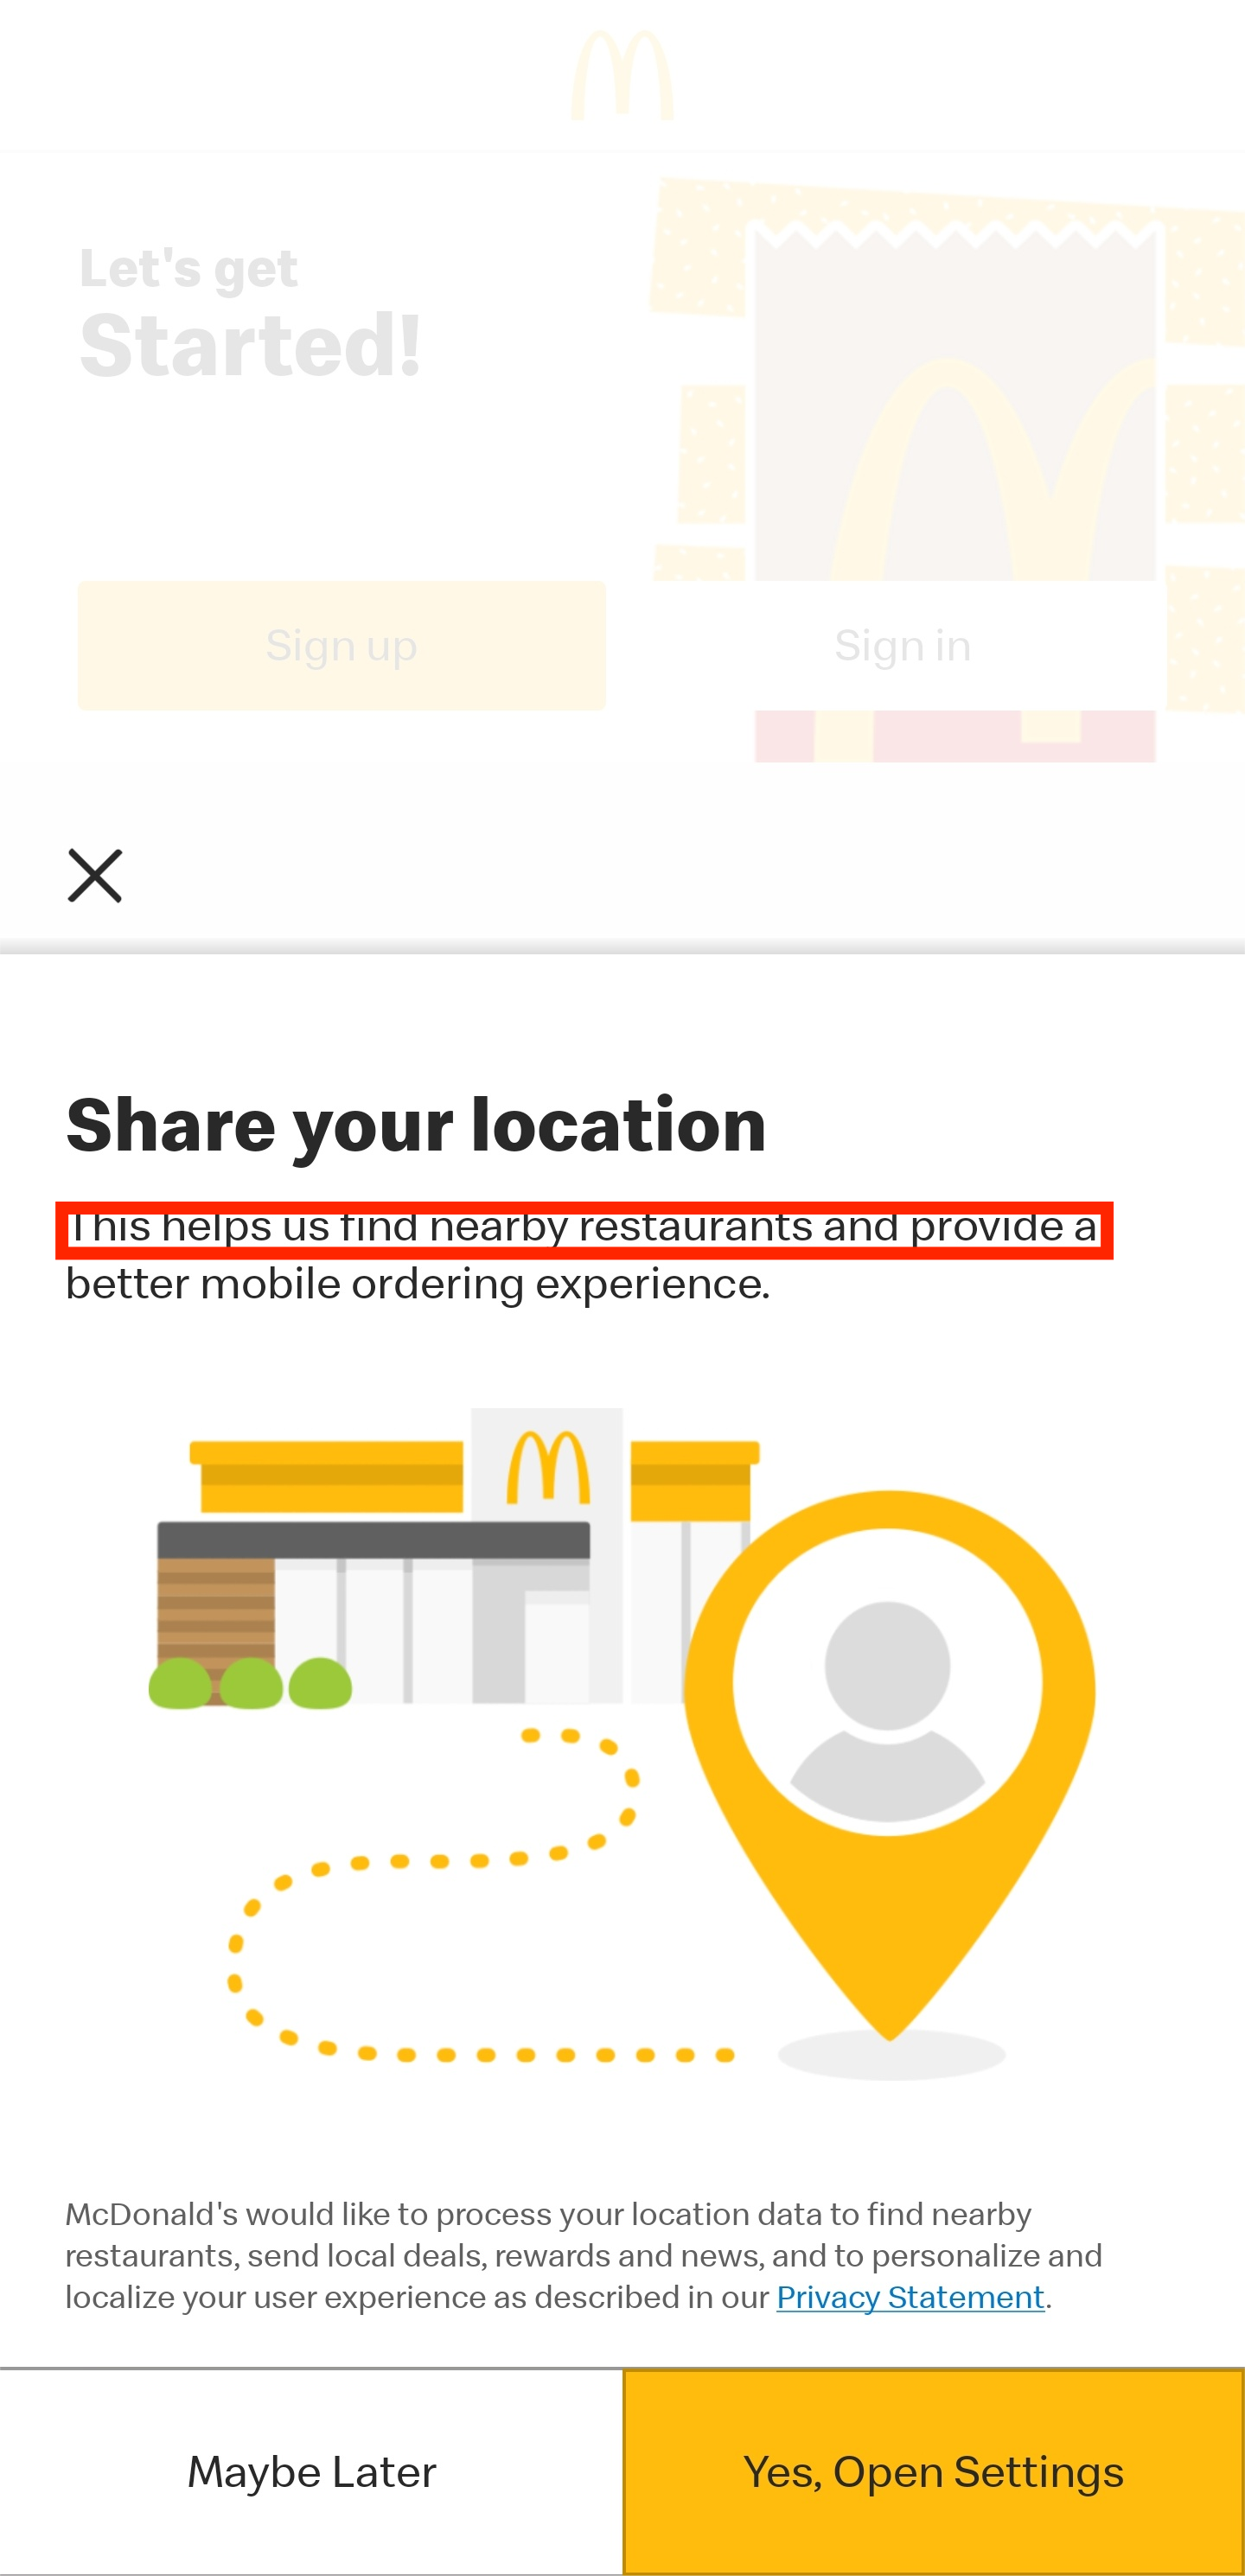 Let's get
Started!
Sign up
Sign in
Share your location
This helps us find nearby restaurants and provide a
better mobile ordering experience.
McDonald's would like to process your location data to find nearby
restaurants, send local deals, rewards and news, and to personalize and
localize your user experience as described in our Privacy Statement.
Maybe Later
Yes, Open Settings